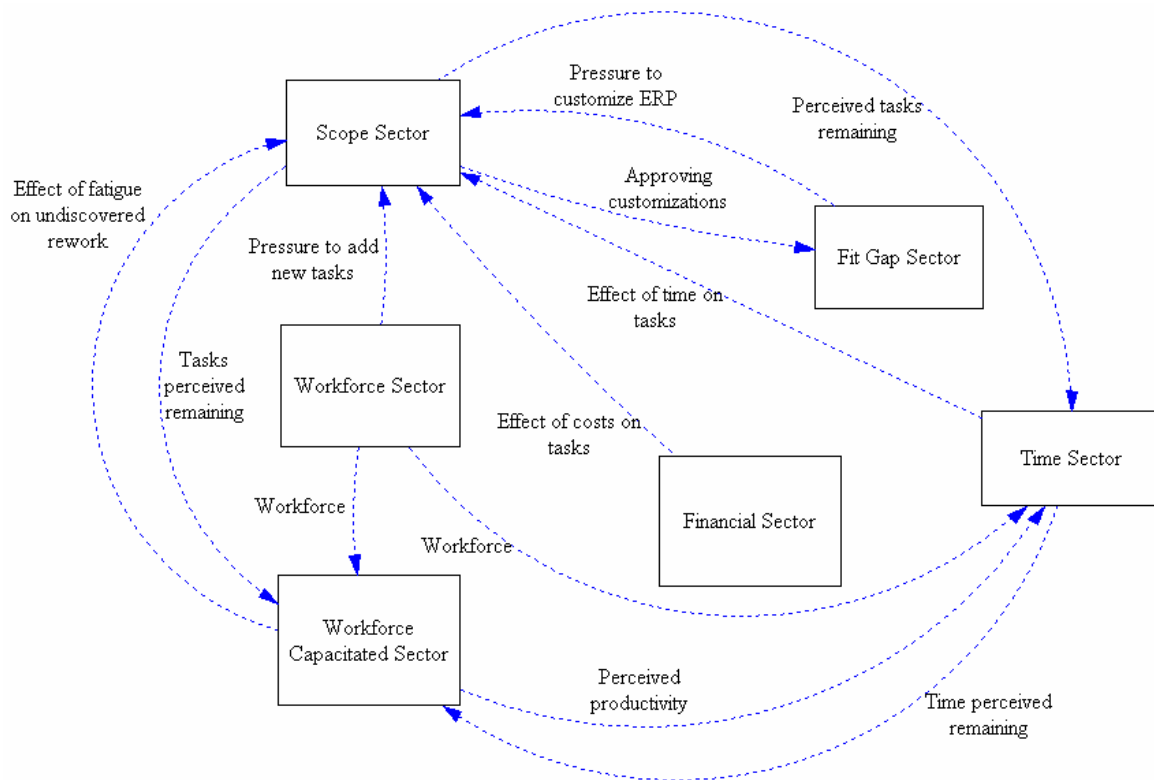 Pressure to
customize ERP
Perceived tasks
remaining
Scope Sector
Effect of fatigue
on undiscovered
rework
Approving
customizations
Pressure to add
new tasks
Fit Gap Sector
Effect of time on
tasks
Tasks
perceived
remaining
Workforce Sector
Effect of costs on
tasks
Time Sector
Workforce
Financial Sector
Workforce
Workforce
Capacitated Sector
Perceived
productivity
Time perceived
remaining